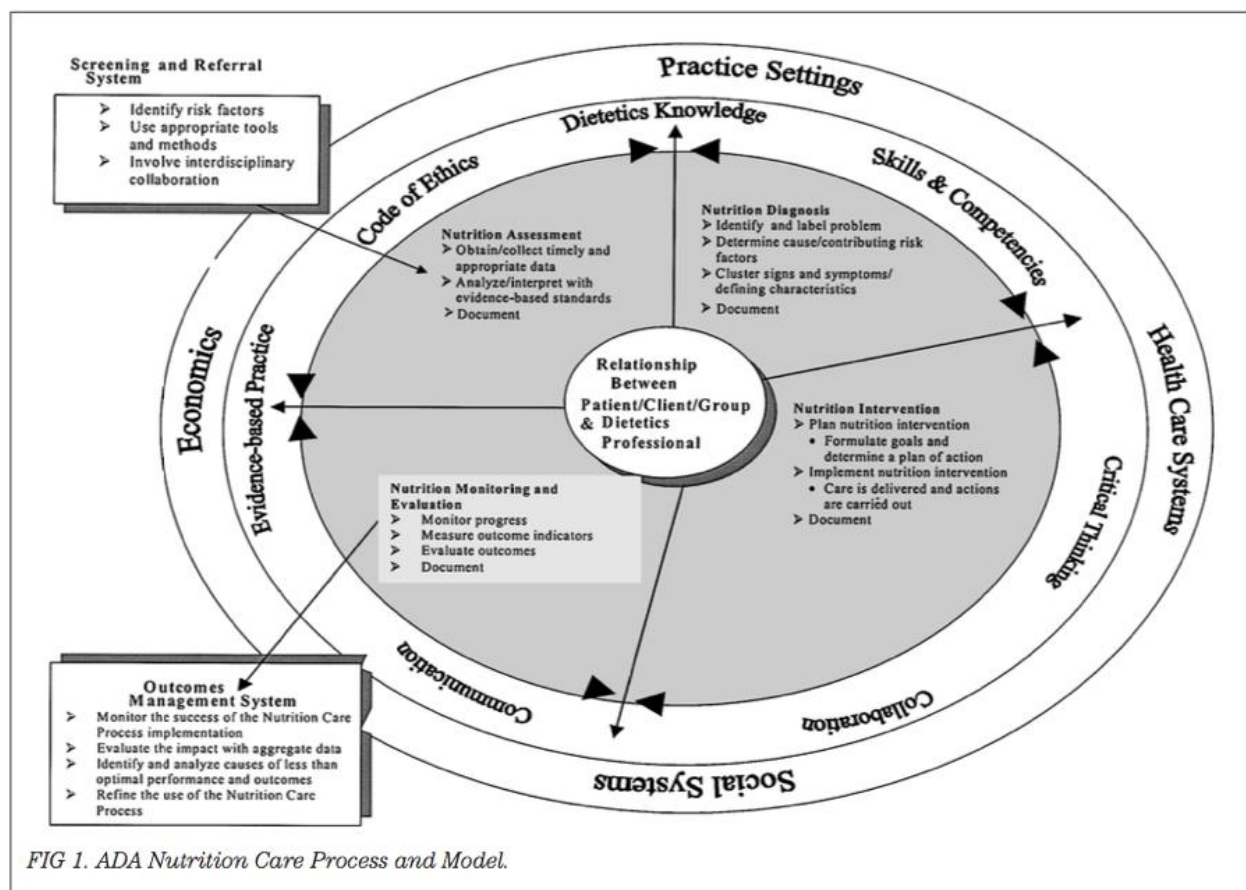 Screening and Referral
System
➢ Identify risk factors
➢ Use appropriate tools
and methods
➢ Involve interdisciplinary
collaboration
Practice Settings
Dietetics Knowledge
Code of Ethics
Skills & Competencies
Nutrition Assessment
➢ Obtain/collect timely and
appropriate data
➢ Analyze/interpret with
evidence-based standards
➢ Document
Nutrition Diagnosis
➢ Identify and label problem
➢ Determine cause/contributing risk
factors
➢ Cluster signs and symptoms/
defining characteristics
➢ Document
Economics
Evidence-based Practice
Relationship
Between
Patient/Client/Group
& Dietetics
Professional
Health Care Systems
Critical Thinking
Nutrition Intervention
➢ Plan nutrition intervention
• Formulate goals and
determine a plan of action
➢ Implement nutrition intervention
• Care is delivered and actions
are carried out
➢ Document
Nutrition Monitoring and
Evaluation
➢ Monitor progress
➢ Measure outcome indicators
➢ Evaluate outcomes
➢ Document
Communication
Collaboration
Social Systems
Outcomes
Management System
➢ Monitor the success of the Nutrition Care
Process implementation
➢ Evaluate the impact with aggregate data
➢ Identify and analyze causes of less than
optimal performance and outcomes
➢ Refine the use of the Nutrition Care
Process
FIG 1. ADA Nutrition Care Process and Model.